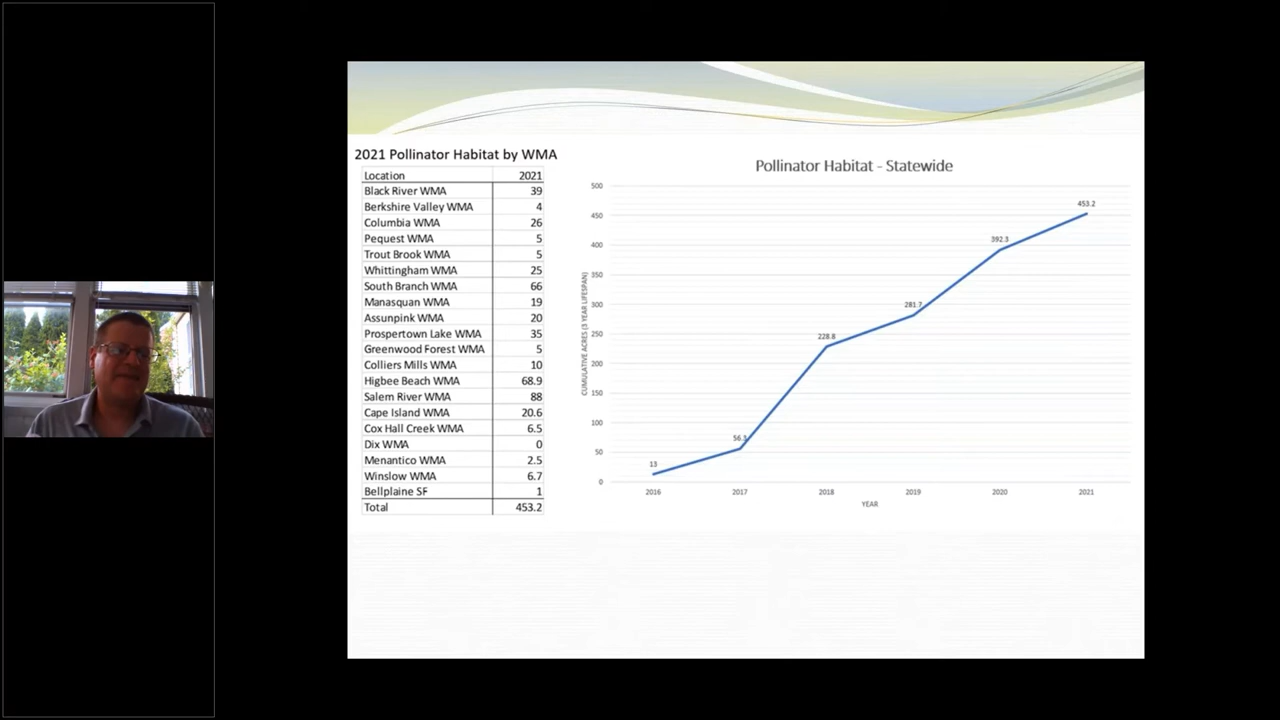 2021 Pollinator Habitat by WMA
Location 2021
Black River WMA 39
Berkshire Valley WMA 4
Columbia WMA 26
Pequest WMA 5
Trout Brook WMA 5
Whittingham WMA 25
South Branch WMA 66
Manasquan WMA 19
Assunpink WMA 20
Prospertown Lake WMA 35
Greenwood Forest WMA 5
Colliers Mills WMA 10
Higbee Beach WMA 68.9
Salem River WMA 88
Cape Island WMA 20.6
Cox Hall Creek WMA 6.5
Dix WMA 0
Menantico WMA 2.5
Winslow WMA 6.7
Bellplaine SF 1
Total 453.2
Pollinator Habitat - Statewide
CUMULATIVE ACRES (3 YEAR LIFESPAN)
500
450
400
350
300
250
200
150
100
50
0
13
56.3
228.8
281.7
392.3
453.2
2016 2017 2018 2019 2020 2021
YEAR